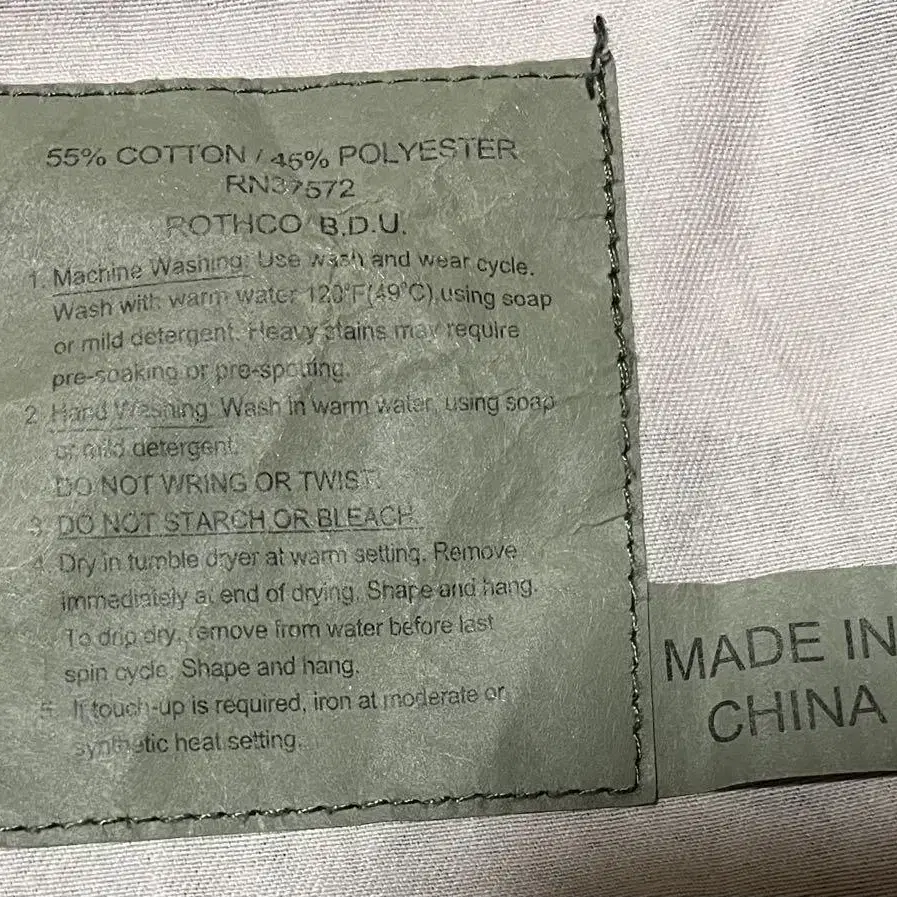 55% COTTON / 45% POLYESTER
RN37572
ROTHCO B.D.U.
1. Machine Washing: Use wash and wear cycle.
Wash with warm water 120°F(49°C),using soap
or mild detergent. Heavy stains may require
pre-soaking or pre-spotting.
2. Hand Washing: Wash in warm water, using soap
or mild detergent.
DO NOT WRING OR TWIST.
3. DO NOT STARCH OR BLEACH.
4. Dry in tumble dryer at warm setting. Remove
immediately at end of drying. Shape and hang.
To drip dry, remove from water before last
spin cycle. Shape and hang.
5. If touch-up is required, iron at moderate or
synthetic heat setting.
MADE IN
CHINA